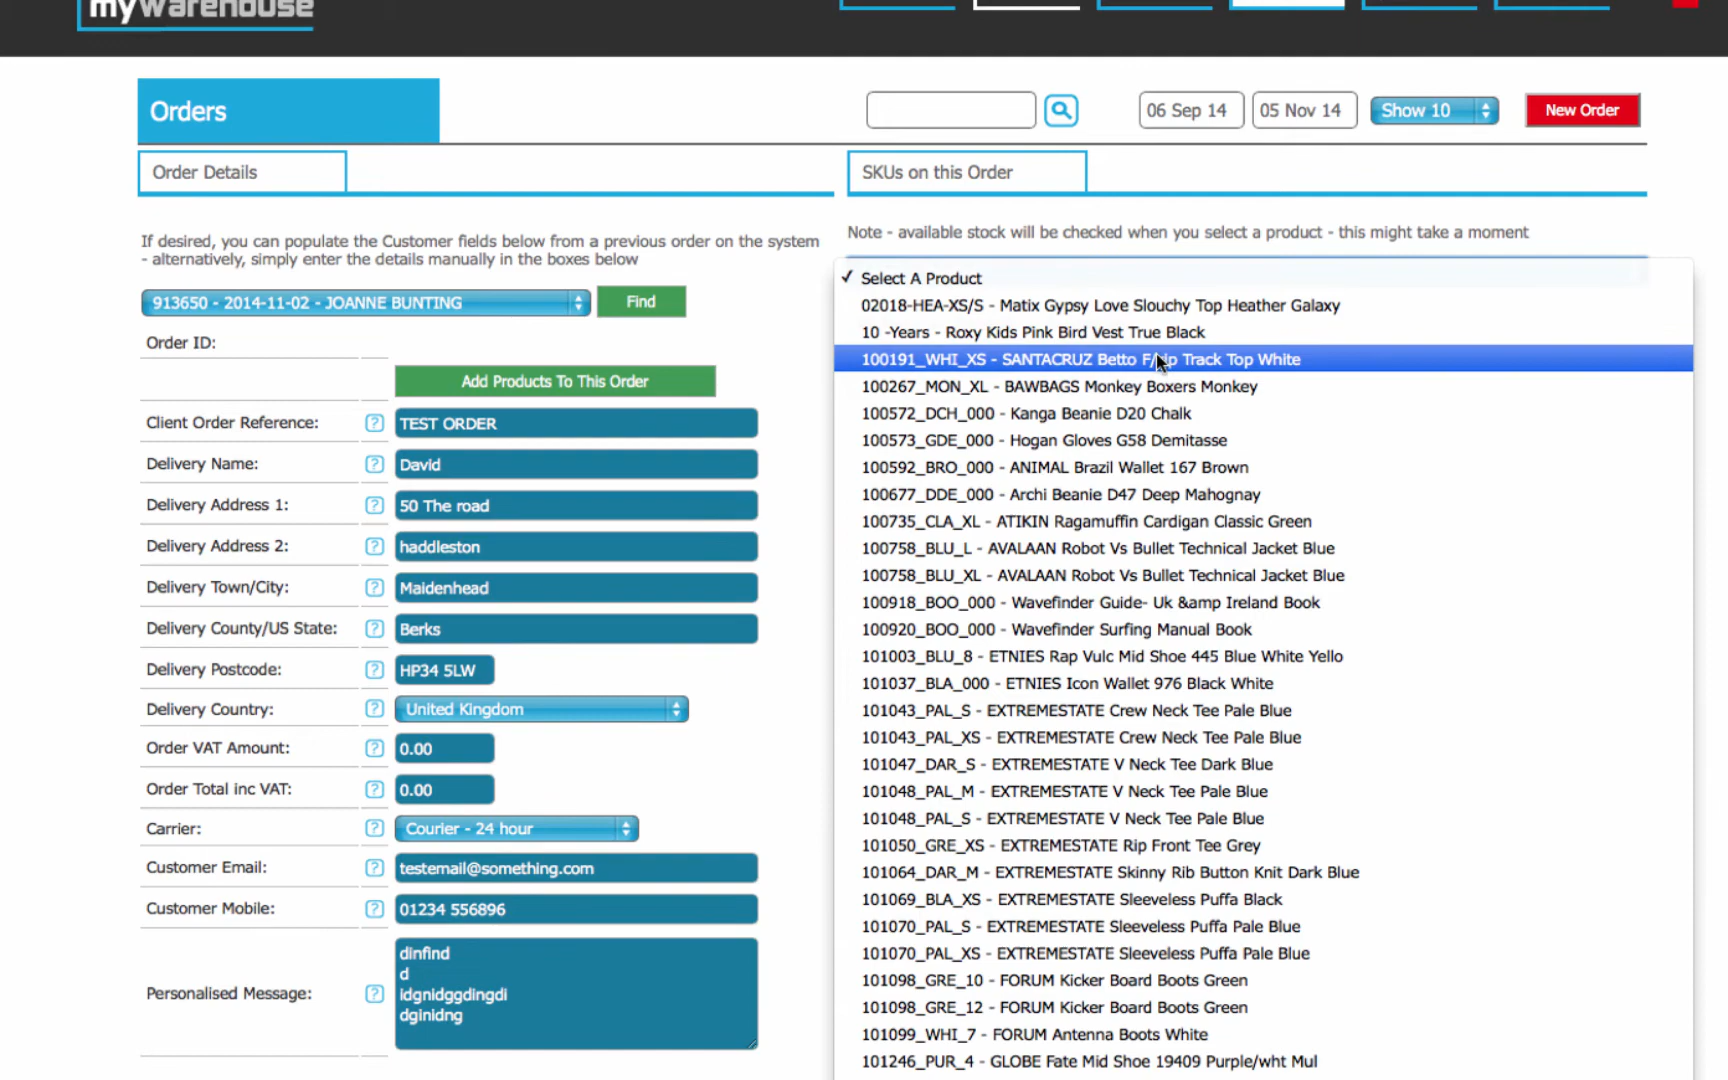 mywarehouse
Orders
06 Sep 14
05 Nov 14
Show 10
New Order
Order Details
If desired, you can populate the Customer fields below from a previous order on the system
- alternatively, simply enter the details manually in the boxes below
913650 - 2014-11-02 - JOANNE BUNTING
Find
Order ID:
Add Products To This Order
Client Order Reference: ? TEST ORDER
Delivery Name: ? David
Delivery Address 1: ? 50 The road
Delivery Address 2: ? haddleston
Delivery Town/City: ? Maidenhead
Delivery County/US State: ? Berks
Delivery Postcode: ? HP34 5LW
Delivery Country: ? United Kingdom
Order VAT Amount: ? 0.00
Order Total inc VAT: ? 0.00
Carrier: ? Courier - 24 hour
Customer Email: ? testemail@something.com
Customer Mobile: ? 01234 556896
Personalised Message: ?
dinfind
d
idgnidggdingdi
dginidng
SKUs on this Order
Note - available stock will be checked when you select a product - this might take a moment
✓ Select A Product
02018-HEA-XS/S - Matix Gypsy Love Slouchy Top Heather Galaxy
10 -Years - Roxy Kids Pink Bird Vest True Black
100191_WHI_XS - SANTACRUZ Betto Track Top White
100267_MON_XL - BAWBAGS Monkey Boxers Monkey
100572_DCH_000 - Kanga Beanie D20 Chalk
100573_GDE_000 - Hogan Gloves G58 Demitasse
100592_BRO_000 - ANIMAL Brazil Wallet 167 Brown
100677_DDE_000 - Archi Beanie D47 Deep Mahognay
100735_CLA_XL - ATIKIN Ragamuffin Cardigan Classic Green
100758_BLU_L - AVALAAN Robot Vs Bullet Technical Jacket Blue
100758_BLU_XL - AVALAAN Robot Vs Bullet Technical Jacket Blue
100918_BOO_000 - Wavefinder Guide- Uk &amp Ireland Book
100920_BOO_000 - Wavefinder Surfing Manual Book
101003_BLU_8 - ETNIES Rap Vulc Mid Shoe 445 Blue White Yello
101037_BLA_000 - ETNIES Icon Wallet 976 Black White
101043_PAL_S - EXTREMESTATE Crew Neck Tee Pale Blue
101043_PAL_XS - EXTREMESTATE Crew Neck Tee Pale Blue
101047_DAR_S - EXTREMESTATE V Neck Tee Dark Blue
101048_PAL_M - EXTREMESTATE V Neck Tee Pale Blue
101048_PAL_S - EXTREMESTATE V Neck Tee Pale Blue
101050_GRE_XS - EXTREMESTATE Rip Front Tee Grey
101064_DAR_M - EXTREMESTATE Skinny Rib Button Knit Dark Blue
101069_BLA_XS - EXTREMESTATE Sleeveless Puffa Black
101070_PAL_S - EXTREMESTATE Sleeveless Puffa Pale Blue
101070_PAL_XS - EXTREMESTATE Sleeveless Puffa Pale Blue
101098_GRE_10 - FORUM Kicker Board Boots Green
101098_GRE_12 - FORUM Kicker Board Boots Green
101099_WHI_7 - FORUM Antenna Boots White
101246_PUR_4 - GLOBE Fate Mid Shoe 19409 Purple/wht Mul